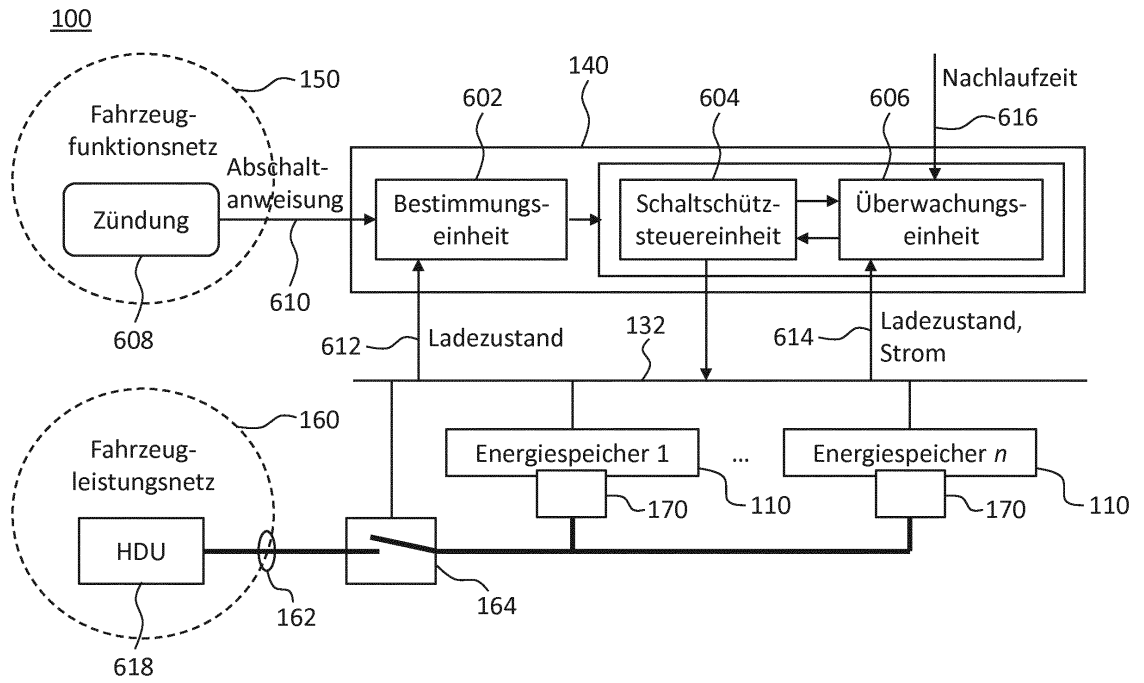 100
150
Fahrzeug-
funktionsnetz
Zündung
608
Abschalt-
anweisung
610
140
602
Bestimmungs-
einheit
604
Schaltschütz-
steuereinheit
606
Überwachungs-
einheit
Nachlaufzeit
616
612
Ladezustand
132
614
Ladezustand,
Strom
160
Fahrzeug-
leistungsnetz
HDU
618
162
164
Energiespeicher 1
170
110
...
Energiespeicher n
170
110